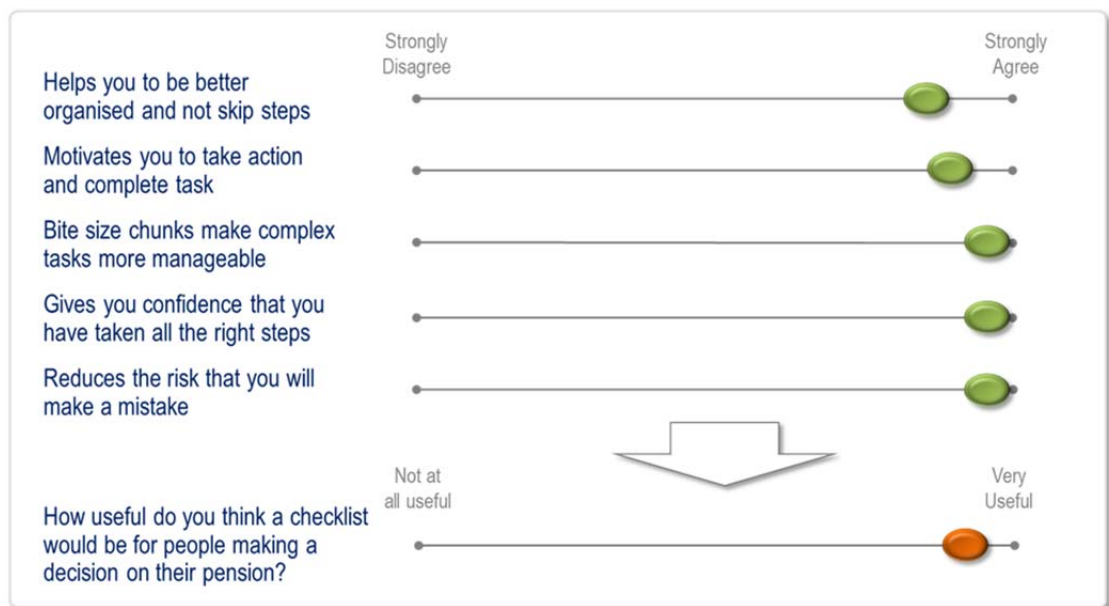 Strongly
Disagree
Strongly
Agree
Helps you to be better
organised and not skip steps
Motivates you to take action
and complete task
Bite size chunks make complex
tasks more manageable
Gives you confidence that you
have taken all the right steps
Reduces the risk that you will
make a mistake
Not at
all useful
Very
Useful
How useful do you think a checklist
would be for people making a
decision on their pension?